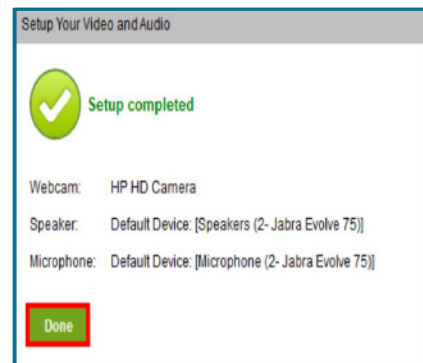 Setup Your Video and Audio
Setup completed
Webcam: HP HD Camera
Speaker: Default Device: [Speakers (2- Jabra Evolve 75)]
Microphone: Default Device: [Microphone (2- Jabra Evolve 75)]
Done